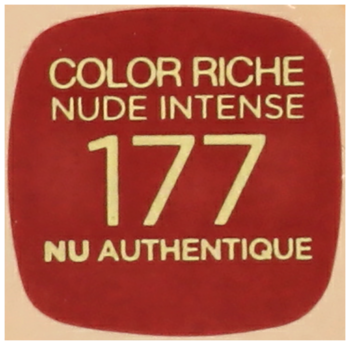 COLOR RICHE
NUDE INTENSE
177
NU AUTHENTIQUE